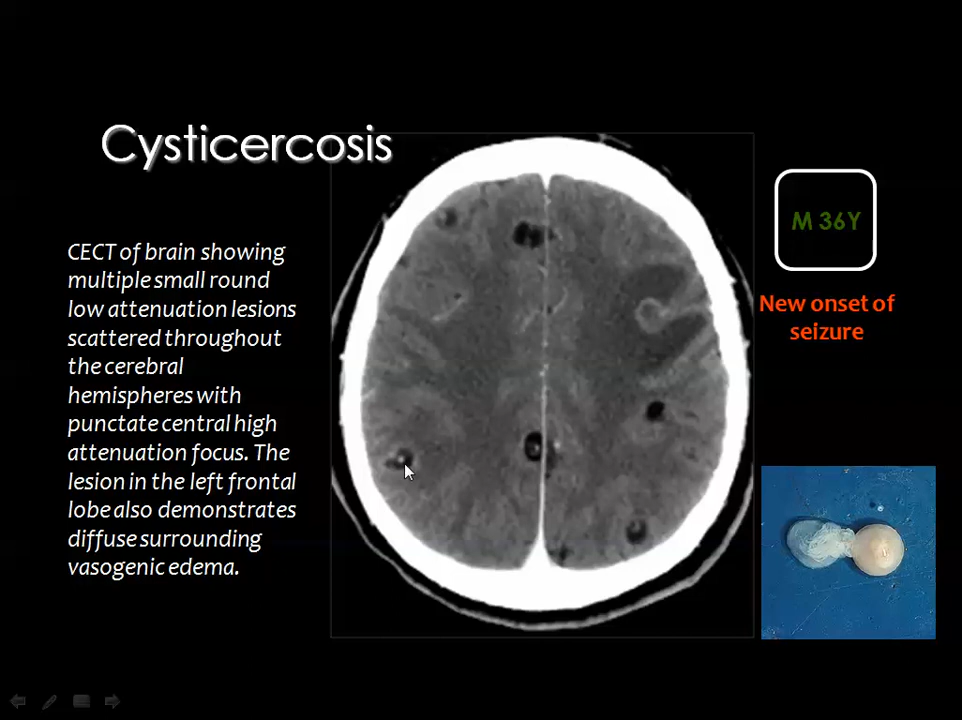 Cysticercosis
CECT of brain showing
multiple small round
low attenuation lesions
scattered throughout
the cerebral
hemispheres with
punctate central high
attenuation focus. The
lesion in the left frontal
lobe also demonstrates
diffuse surrounding
vasogenic edema.
M 36Y
New onset of
seizure